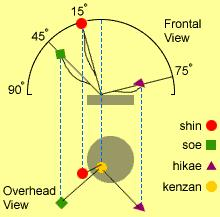 15°
Frontal
View
45°
75°
90°
shin
soe
hikae
kenzan
Overhead
View